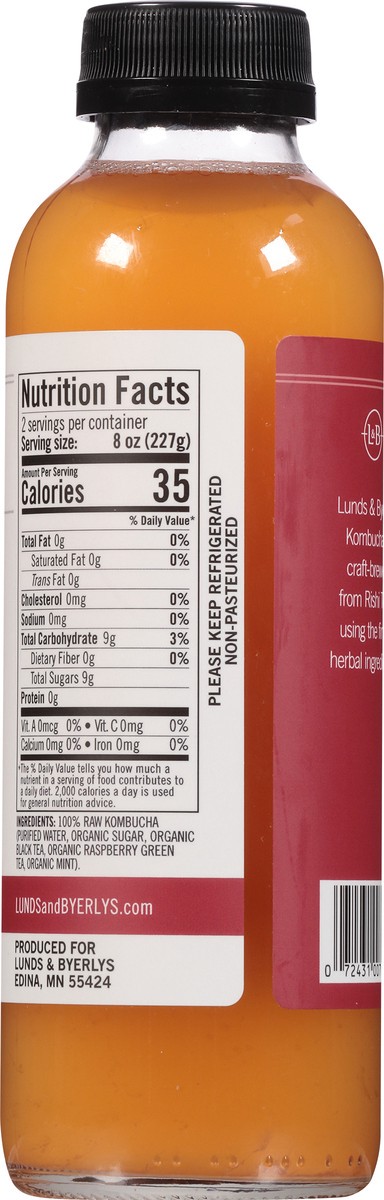 Nutrition Facts
2 servings per container
Serving size: 8 oz (227g)
Amount Per Serving
Calories 35
% Daily Value*
Total Fat 0g 0%
Saturated Fat 0g 0%
Trans Fat 0g
Cholesterol 0mg 0%
Sodium 0mg 0%
Total Carbohydrate 9g 3%
Dietary Fiber 0g 0%
Total Sugars 9g
Protein 0g
Vit. A 0mcg 0% • Vit. C 0mg 0%
Calcium 0mg 0% • Iron 0mg 0%
*The % Daily Value tells you how much a
nutrient in a serving of food contributes to
a daily diet. 2,000 calories a day is used
for general nutrition advice.
INGREDIENTS: 100% RAW KOMBUCHA
(PURIFIED WATER, ORGANIC SUGAR, ORGANIC
BLACK TEA, ORGANIC RASPBERRY GREEN
TEA, ORGANIC MINT).
PLEASE KEEP REFRIGERATED
NON-PASTEURIZED
LUNDSandBYERLYS.com
PRODUCED FOR
LUNDS & BYERLYS
EDINA, MN 55424
L&B
Lunds & By
Kombucha
craft-brew
from Rishi T
using the fi
herbal ingred
0 72431 00